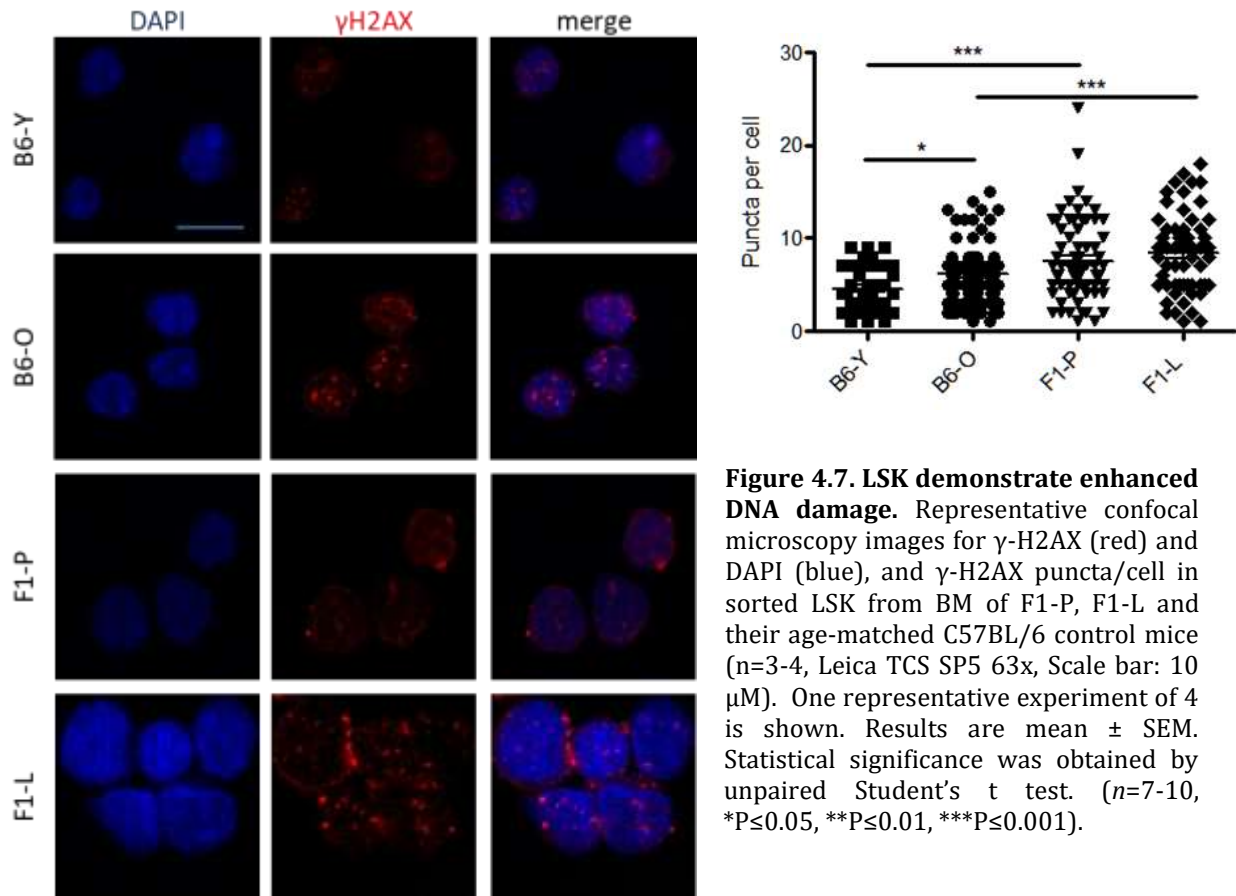 DAPI γH2AX merge
B6-Y
B6-O
F1-P
F1-L
Puncta per cell
30
20
10
0
***
***
*
B6-Y B6-O F1-P F1-L
Figure 4.7. LSK demonstrate enhanced
DNA damage. Representative confocal
microscopy images for γ-H2AX (red) and
DAPI (blue), and γ-H2AX puncta/cell in
sorted LSK from BM of F1-P, F1-L and
their age-matched C57BL/6 control mice
(n=3-4, Leica TCS SP5 63x, Scale bar: 10
μM). One representative experiment of 4
is shown. Results are mean ± SEM.
Statistical significance was obtained by
unpaired Student’s t test. (n=7-10,
*P≤0.05, **P≤0.01, ***P≤0.001).